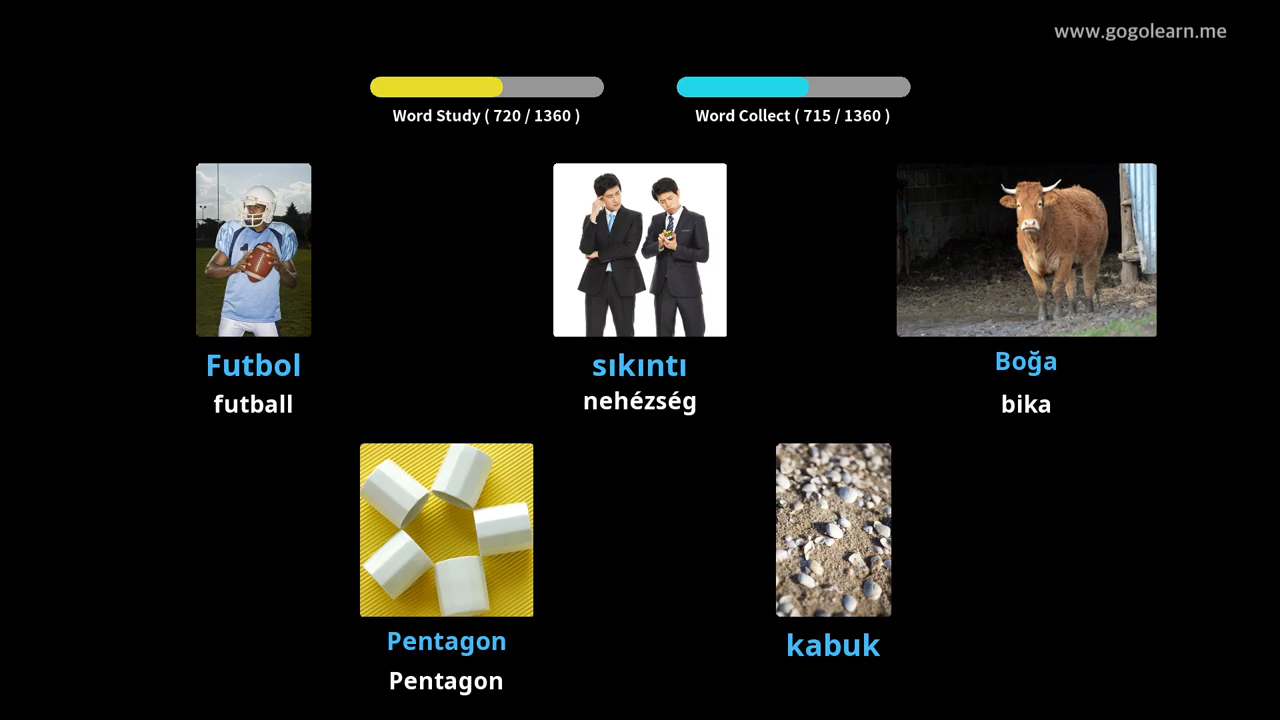 www.gogolearn.me
Word Study ( 720 / 1360 )
Word Collect ( 715 / 1360 )
Futbol
futball
sıkıntı
nehézség
Boğa
bika
Pentagon
Pentagon
kabuk